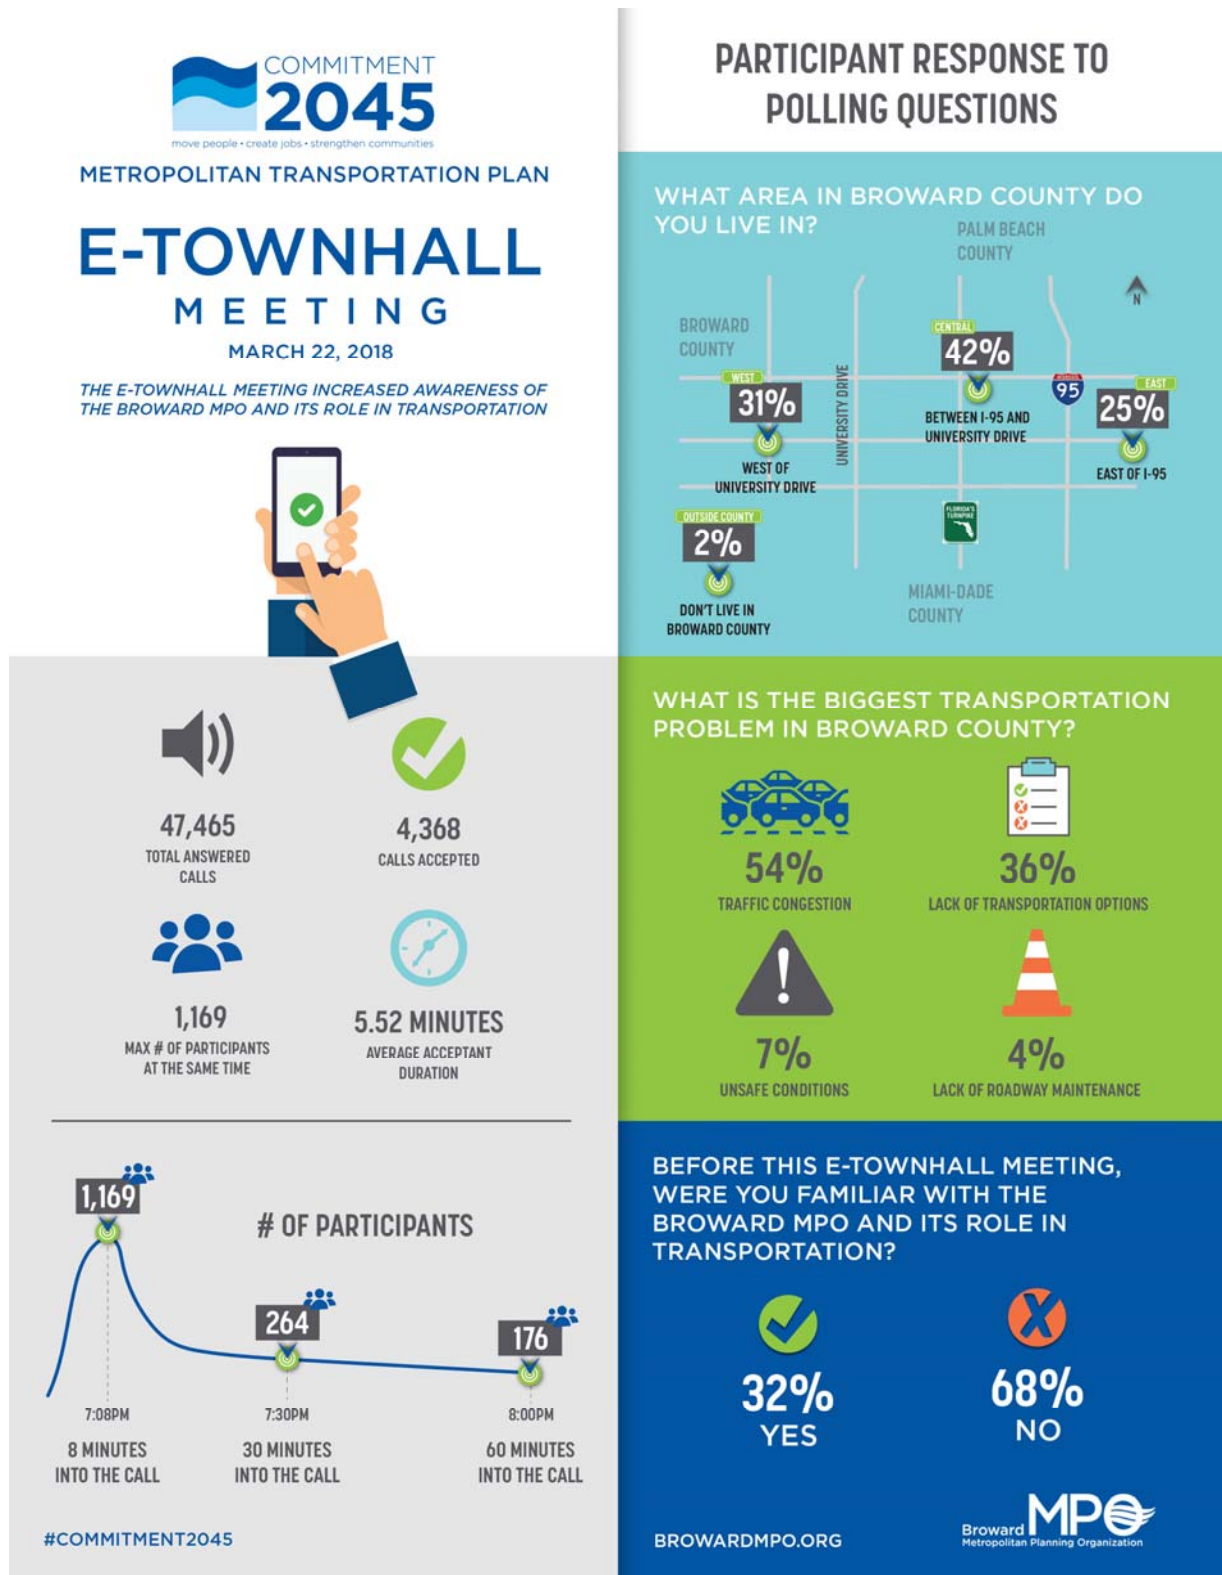 COMMITMENT
2045
move people • create jobs • strengthen communities
METROPOLITAN TRANSPORTATION PLAN
E-TOWNHALL
MEETING
MARCH 22, 2018
THE E-TOWNHALL MEETING INCREASED AWARENESS OF
THE BROWARD MPO AND ITS ROLE IN TRANSPORTATION
47,465
TOTAL ANSWERED
CALLS
4,368
CALLS ACCEPTED
1,169
MAX # OF PARTICIPANTS
AT THE SAME TIME
5.52 MINUTES
AVERAGE ACCEPTANT
DURATION
# OF PARTICIPANTS
1,169
7:08PM
8 MINUTES
INTO THE CALL
264
7:30PM
30 MINUTES
INTO THE CALL
176
8:00PM
60 MINUTES
INTO THE CALL
#COMMITMENT2045
PARTICIPANT RESPONSE TO
POLLING QUESTIONS
WHAT AREA IN BROWARD COUNTY DO
YOU LIVE IN?
PALM BEACH
COUNTY
N
BROWARD
COUNTY
WEST
31%
WEST OF
UNIVERSITY DRIVE
UNIVERSITY DRIVE
CENTRAL
42%
BETWEEN I-95 AND
UNIVERSITY DRIVE
95
EAST
25%
EAST OF I-95
FLORIDA'S
TURNPIKE
OUTSIDE COUNTY
2%
DON'T LIVE IN
BROWARD COUNTY
MIAMI-DADE
COUNTY
WHAT IS THE BIGGEST TRANSPORTATION
PROBLEM IN BROWARD COUNTY?
54%
TRAFFIC CONGESTION
36%
LACK OF TRANSPORTATION OPTIONS
7%
UNSAFE CONDITIONS
4%
LACK OF ROADWAY MAINTENANCE
BEFORE THIS E-TOWNHALL MEETING,
WERE YOU FAMILIAR WITH THE
BROWARD MPO AND ITS ROLE IN
TRANSPORTATION?
32%
YES
68%
NO
BROWARDMPO.ORG
Broward MPO
Metropolitan Planning Organization